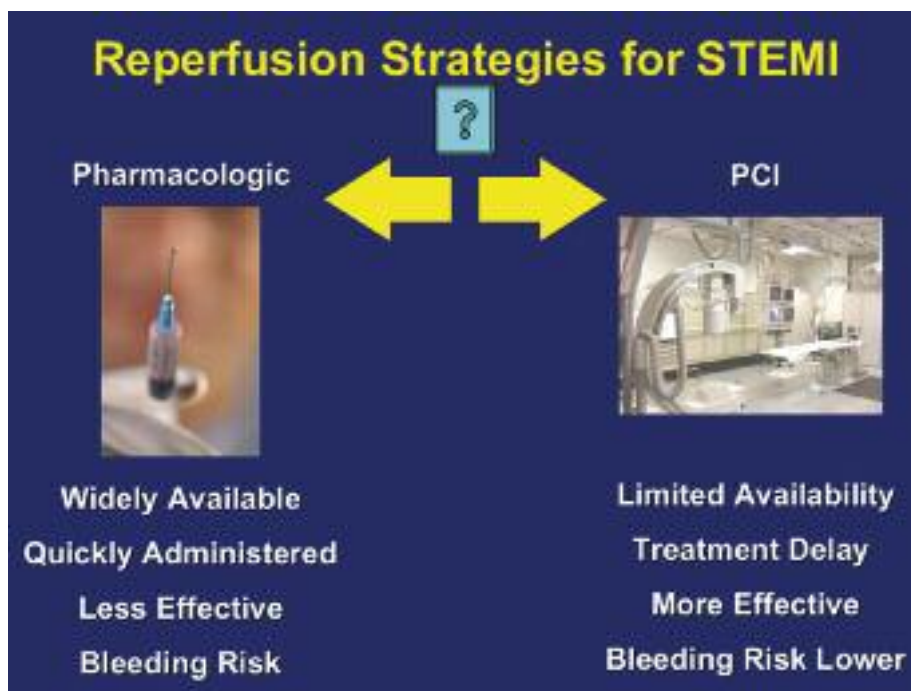 Reperfusion Strategies for STEMI
?
Pharmacologic
PCI
Widely Available
Quickly Administered
Less Effective
Bleeding Risk
Limited Availability
Treatment Delay
More Effective
Bleeding Risk Lower